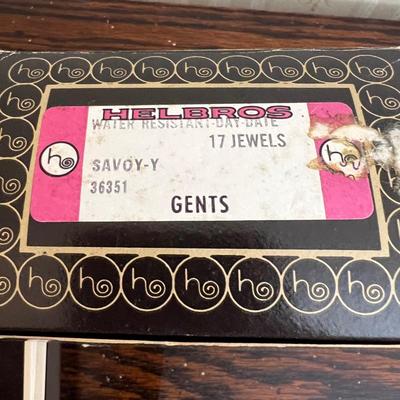 HELBROS
WATER RESISTANT-DAY-DATE
17 JEWELS
SAVOY-Y
36351
GENTS